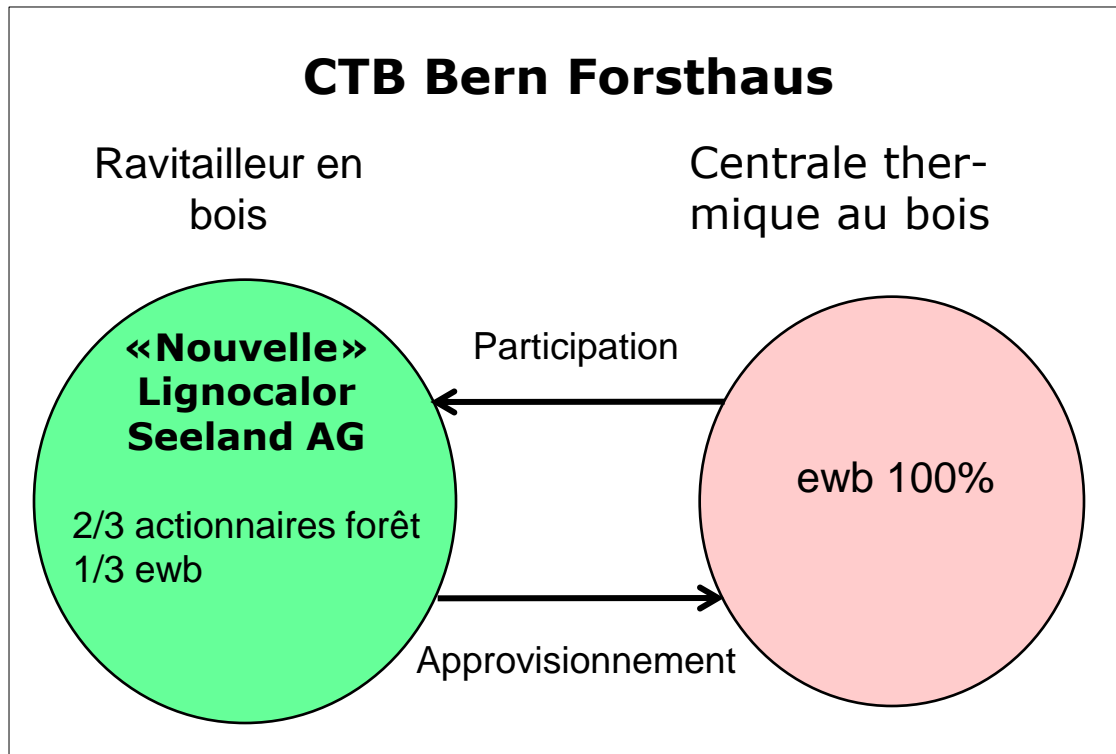 CTB Bern Forsthaus
Ravitailleur en
bois
Centrale ther-
mique au bois
«Nouvelle»
Lignocalor
Seeland AG
2/3 actionnaires forêt
1/3 ewb
Participation
Approvisionnement
ewb 100%